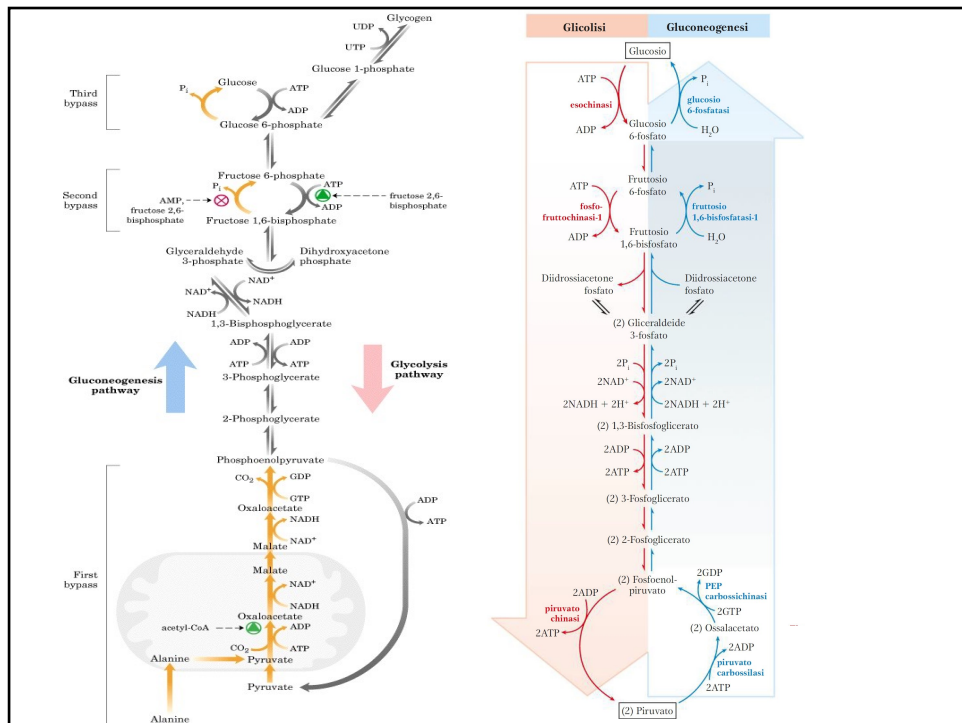 Glycogen
UDP
UTP
Glucose 1-phosphate
Third
bypass
Pi
Glucose
ATP
ADP
Glucose 6-phosphate
Second
bypass
Fructose 6-phosphate
Pi
ATP
ADP
AMP,
fructose 2,6-
bisphosphate
fructose 2,6-
bisphosphate
Fructose 1,6-bisphosphate
Glyceraldehyde
3-phosphate
Dihydroxyacetone
phosphate
NAD+
NADH
NAD+
NADH
1,3-Bisphosphoglycerate
ADP
ATP
ADP
ATP
3-Phosphoglycerate
Gluconeogenesis
pathway
Glycolysis
pathway
2-Phosphoglycerate
Phosphoenolpyruvate
CO2
GDP
GTP
Oxaloacetate
NADH
NAD+
Malate
ADP
ATP
First
bypass
Malate
NAD+
NADH
Oxaloacetate
acetyl-CoA
ADP
CO2
ATP
Alanine
Pyruvate
Pyruvate
Alanine
Glicolisi
Gluconeogenesi
Glucosio
ATP
esochinasi
ADP
Pi
glucosio
6-fosfatasi
H2O
Glucosio
6-fosfato
Fruttosio
6-fosfato
ATP
fosfo-
fruttochinasi-1
ADP
Pi
fruttosio
1,6-bisfosfatasi-1
H2O
Fruttosio
1,6-bisfosfato
Diidrossiacetone
fosfato
Diidrossiacetone
fosfato
(2) Gliceraldeide
3-fosfato
2Pi
2Pi
2NAD+
2NAD+
2NADH + 2H+
2NADH + 2H+
(2) 1,3-Bisfosfoglicerato
2ADP
2ADP
2ATP
2ATP
(2) 3-Fosfoglicerato
(2) 2-Fosfoglicerato
(2) Fosfoenol-
piruvato
2ADP
piruvato
chinasi
2ATP
2GDP
PEP
carbossichinasi
2GTP
(2) Ossalacetato
2ADP
piruvato
carbossilasi
2ATP
(2) Piruvato